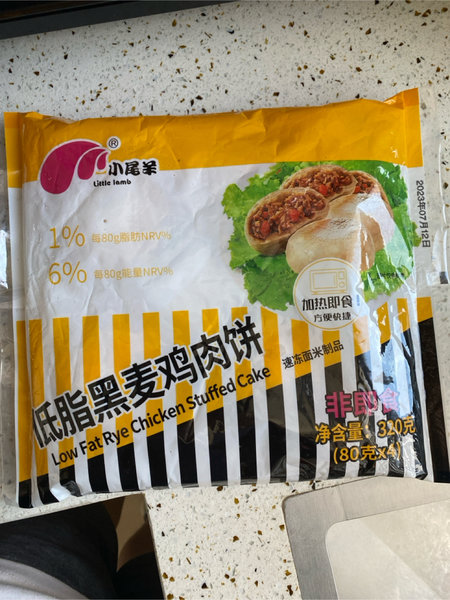 ®
小尾羊
Little lamb
1% 每80g脂肪NRV%
6% 每80g能量NRV%
2023年07月12日
加热即食
方便快捷
速冻面米制品
低脂黑麦鸡肉饼
Low Fat Rye Chicken Stuffed Cake
非即食
净含量：320克
(80克x4)